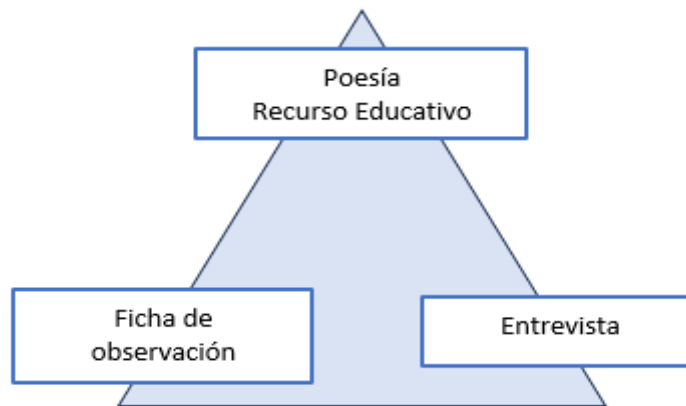 Poesía
Recurso Educativo
Ficha de
observación
Entrevista